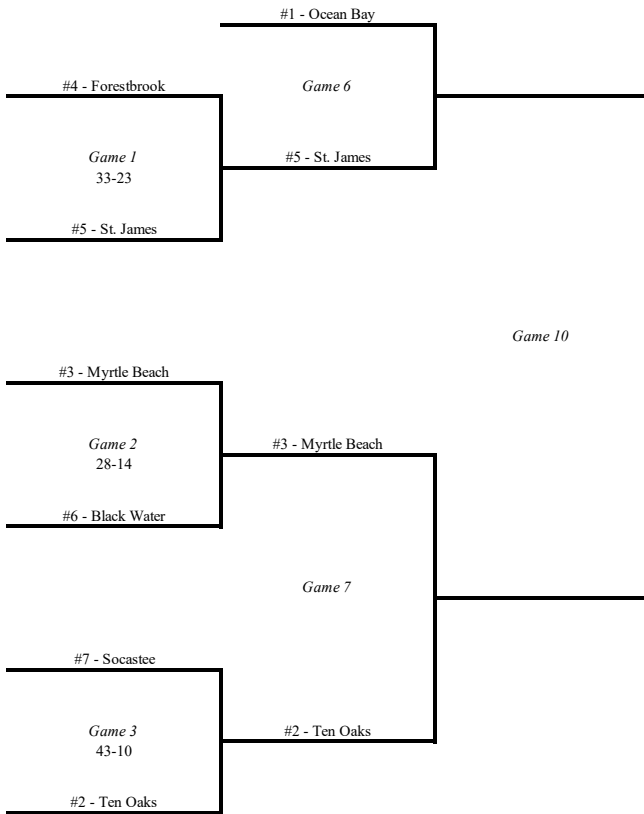 #1 - Ocean Bay
#4 - Forestbrook
Game 6
Game 1
33-23
#5 - St. James
#5 - St. James
Game 10
#3 - Myrtle Beach
Game 2
28-14
#3 - Myrtle Beach
#6 - Black Water
Game 7
#7 - Socastee
Game 3
43-10
#2 - Ten Oaks
#2 - Ten Oaks